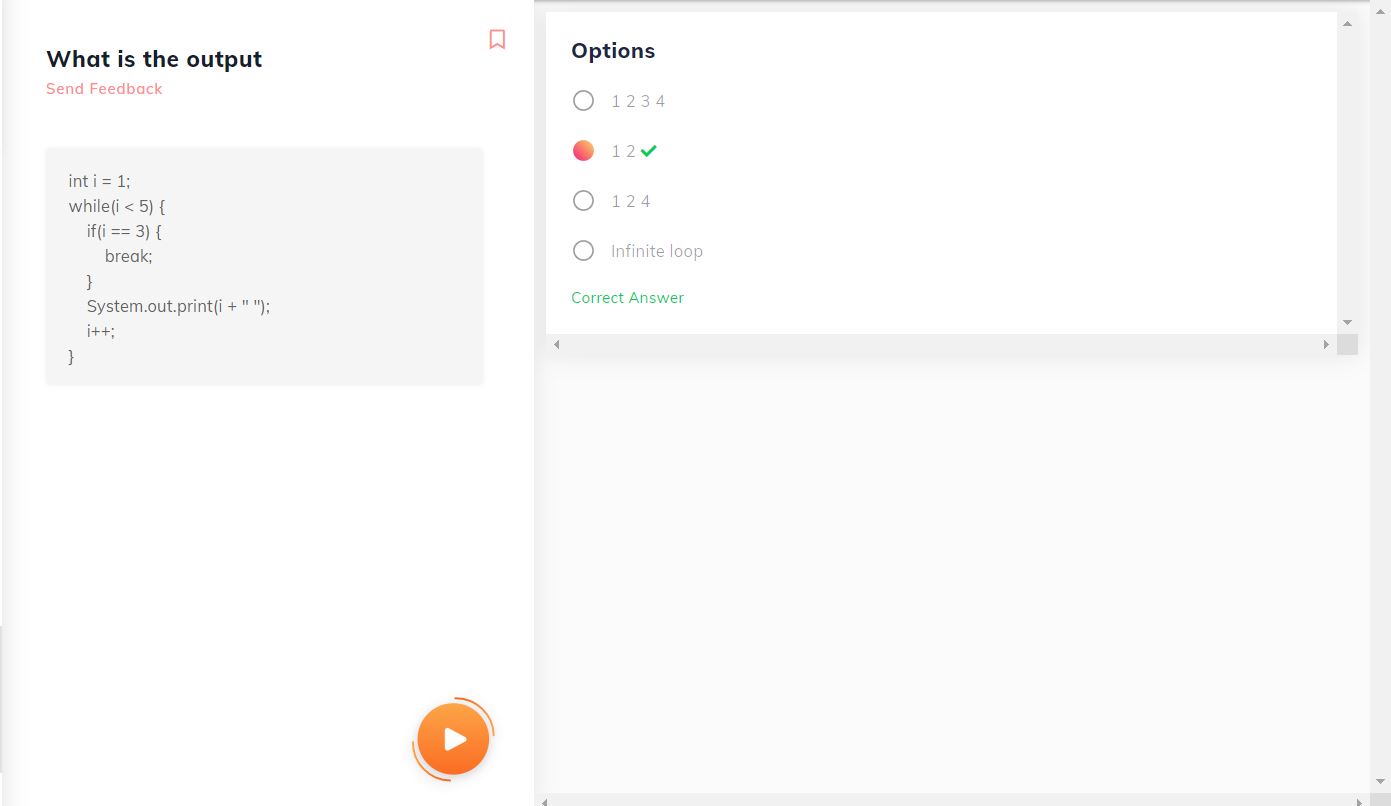 What is the output
Send Feedback
int i = 1;
while(i < 5) {
    if(i == 3) {
        break;
    }
    System.out.print(i + " ");
    i++;
}
Options
1 2 3 4
1 2
1 2 4
Infinite loop
Correct Answer